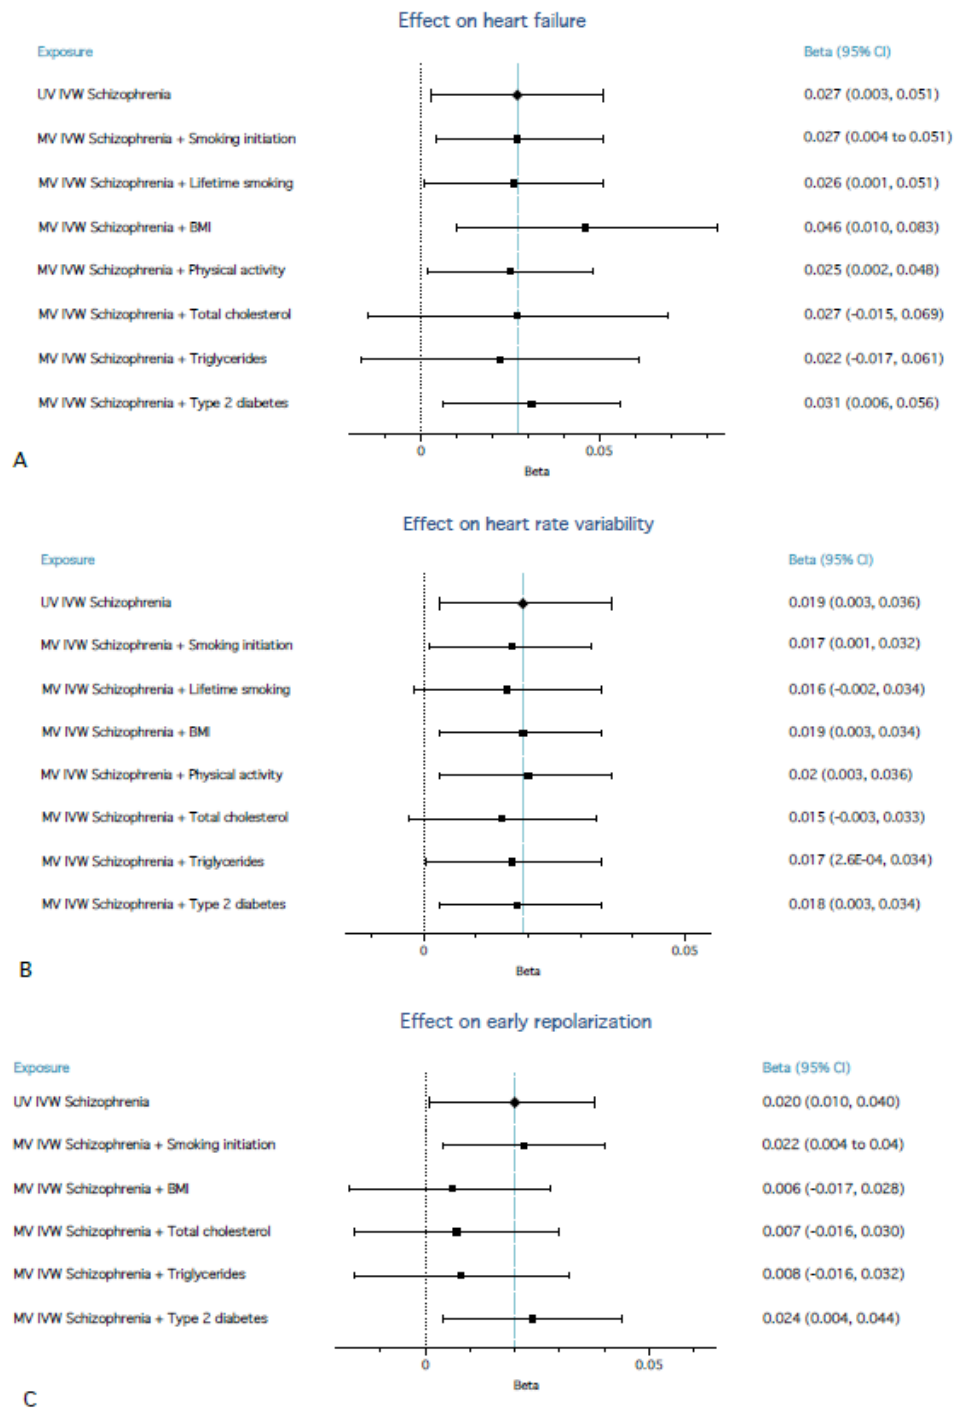 Effect on heart failure
Exposure Beta (95% CI)
UV IVW Schizophrenia 0.027 (0.003, 0.051)
MV IVW Schizophrenia + Smoking initiation 0.027 (0.004 to 0.051)
MV IVW Schizophrenia + Lifetime smoking 0.026 (0.001, 0.051)
MV IVW Schizophrenia + BMI 0.046 (0.010, 0.083)
MV IVW Schizophrenia + Physical activity 0.025 (0.002, 0.048)
MV IVW Schizophrenia + Total cholesterol 0.027 (-0.015, 0.069)
MV IVW Schizophrenia + Triglycerides 0.022 (-0.017, 0.061)
MV IVW Schizophrenia + Type 2 diabetes 0.031 (0.006, 0.056)
0 0.05
A
Beta
Effect on heart rate variability
Exposure Beta (95% CI)
UV IVW Schizophrenia 0.019 (0.003, 0.036)
MV IVW Schizophrenia + Smoking initiation 0.017 (0.001, 0.032)
MV IVW Schizophrenia + Lifetime smoking 0.016 (-0.002, 0.034)
MV IVW Schizophrenia + BMI 0.019 (0.003, 0.034)
MV IVW Schizophrenia + Physical activity 0.02 (0.003, 0.036)
MV IVW Schizophrenia + Total cholesterol 0.015 (-0.003, 0.033)
MV IVW Schizophrenia + Triglycerides 0.017 (2.6E-04, 0.034)
MV IVW Schizophrenia + Type 2 diabetes 0.018 (0.003, 0.034)
0 0.05
B
Beta
Effect on early repolarization
Exposure Beta (95% CI)
UV IVW Schizophrenia 0.020 (0.010, 0.040)
MV IVW Schizophrenia + Smoking initiation 0.022 (0.004 to 0.04)
MV IVW Schizophrenia + BMI 0.006 (-0.017, 0.028)
MV IVW Schizophrenia + Total cholesterol 0.007 (-0.016, 0.030)
MV IVW Schizophrenia + Triglycerides 0.008 (-0.016, 0.032)
MV IVW Schizophrenia + Type 2 diabetes 0.024 (0.004, 0.044)
0 0.05
Beta
C